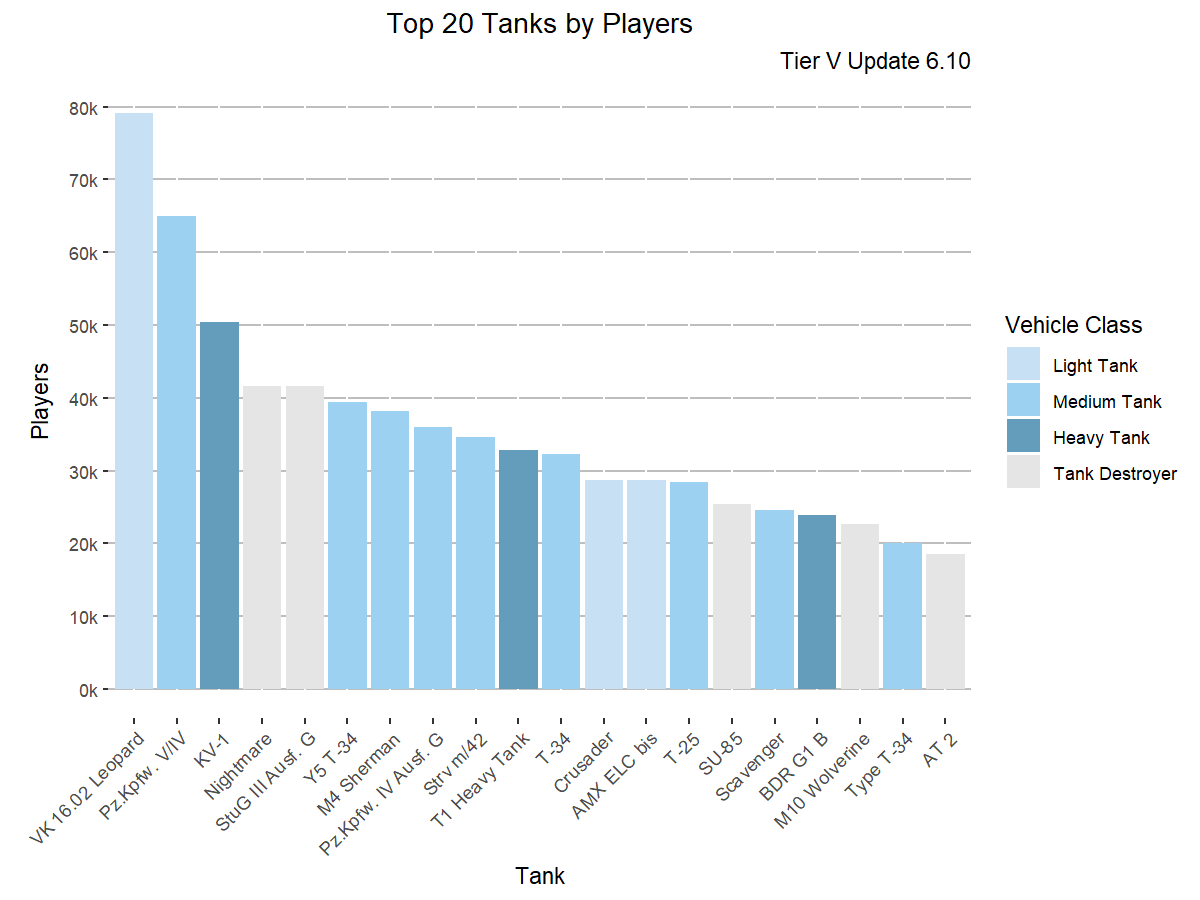 Top 20 Tanks by Players
Tier V Update 6.10
Players
80k
70k
60k
50k
40k
30k
20k
10k
0k
VK 16.02 Leopard
Pz.Kpfw. V/IV
KV-1
Nightmare
StuG III Ausf. G
Y5 T-34
M4 Sherman
Pz.Kpfw. IV Ausf. G
Strv m/42
T1 Heavy Tank
T-34
Crusader
AMX ELC bis
T-25
SU-85
Scavenger
BDR G1 B
M10 Wolverine
Type T-34
AT 2
Tank
Vehicle Class
Light Tank
Medium Tank
Heavy Tank
Tank Destroyer